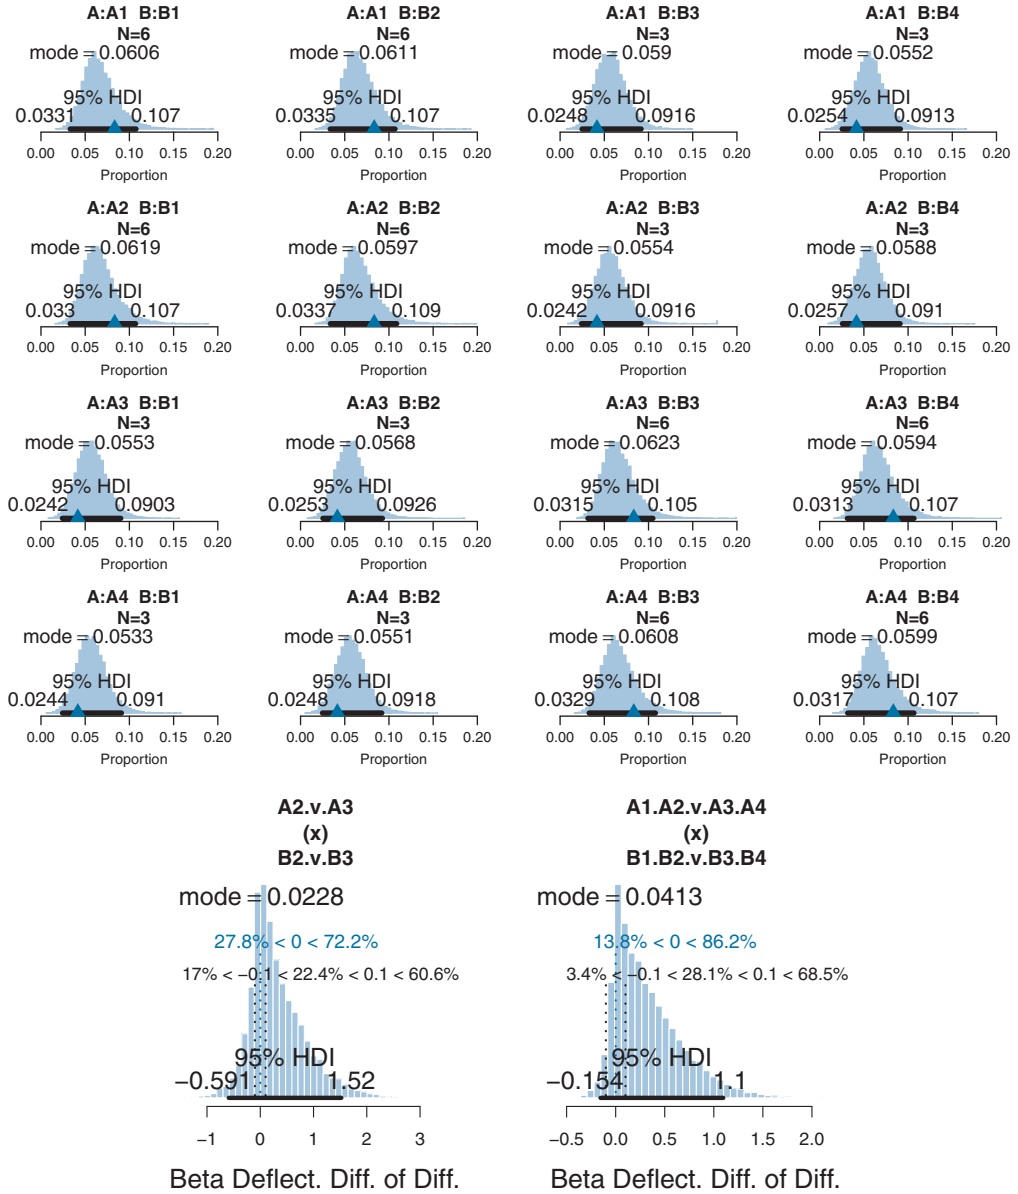 A:A1 B:B1 A:A1 B:B2 A:A1 B:B3 A:A1 B:B4
N=6 N=6 N=3 N=3
mode = 0.0606 mode = 0.0611 mode = 0.059 mode = 0.0552
95% HDI 95% HDI 95% HDI 95% HDI
0.0331 0.107 0.0335 0.107 0.0248 0.0916 0.0254 0.0913
0.00 0.05 0.10 0.15 0.20 0.00 0.05 0.10 0.15 0.20 0.00 0.05 0.10 0.15 0.20 0.00 0.05 0.10 0.15 0.20
Proportion Proportion Proportion Proportion
A:A2 B:B1 A:A2 B:B2 A:A2 B:B3 A:A2 B:B4
N=6 N=6 N=3 N=3
mode = 0.0619 mode = 0.0597 mode = 0.0554 mode = 0.0588
95% HDI 95% HDI 95% HDI 95% HDI
0.033 0.107 0.0337 0.109 0.0242 0.0916 0.0257 0.091
0.00 0.05 0.10 0.15 0.20 0.00 0.05 0.10 0.15 0.20 0.00 0.05 0.10 0.15 0.20 0.00 0.05 0.10 0.15 0.20
Proportion Proportion Proportion Proportion
A:A3 B:B1 A:A3 B:B2 A:A3 B:B3 A:A3 B:B4
N=3 N=3 N=6 N=6
mode = 0.0553 mode = 0.0568 mode = 0.0623 mode = 0.0594
95% HDI 95% HDI 95% HDI 95% HDI
0.0242 0.0903 0.0253 0.0926 0.0315 0.105 0.0313 0.107
0.00 0.05 0.10 0.15 0.20 0.00 0.05 0.10 0.15 0.20 0.00 0.05 0.10 0.15 0.20 0.00 0.05 0.10 0.15 0.20
Proportion Proportion Proportion Proportion
A:A4 B:B1 A:A4 B:B2 A:A4 B:B3 A:A4 B:B4
N=3 N=3 N=6 N=6
mode = 0.0533 mode = 0.0551 mode = 0.0608 mode = 0.0599
95% HDI 95% HDI 95% HDI 95% HDI
0.0244 0.091 0.0248 0.0918 0.0329 0.108 0.0317 0.107
0.00 0.05 0.10 0.15 0.20 0.00 0.05 0.10 0.15 0.20 0.00 0.05 0.10 0.15 0.20 0.00 0.05 0.10 0.15 0.20
Proportion Proportion Proportion Proportion
A2.v.A3 A1.A2.v.A3.A4
(x) (x)
B2.v.B3 B1.B2.v.B3.B4
mode = 0.0228 mode = 0.0413
27.8% < 0 < 72.2% 13.8% < 0 < 86.2%
17% < −0.1 < 22.4% < 0.1 < 60.6% 3.4% < −0.1 < 28.1% < 0.1 < 68.5%
95% HDI 95% HDI
−0.591 1.52 −0.154 1.1
−1 0 1 2 3 −0.5 0.0 0.5 1.0 1.5 2.0
Beta Deflect. Diff. of Diff. Beta Deflect. Diff. of Diff.